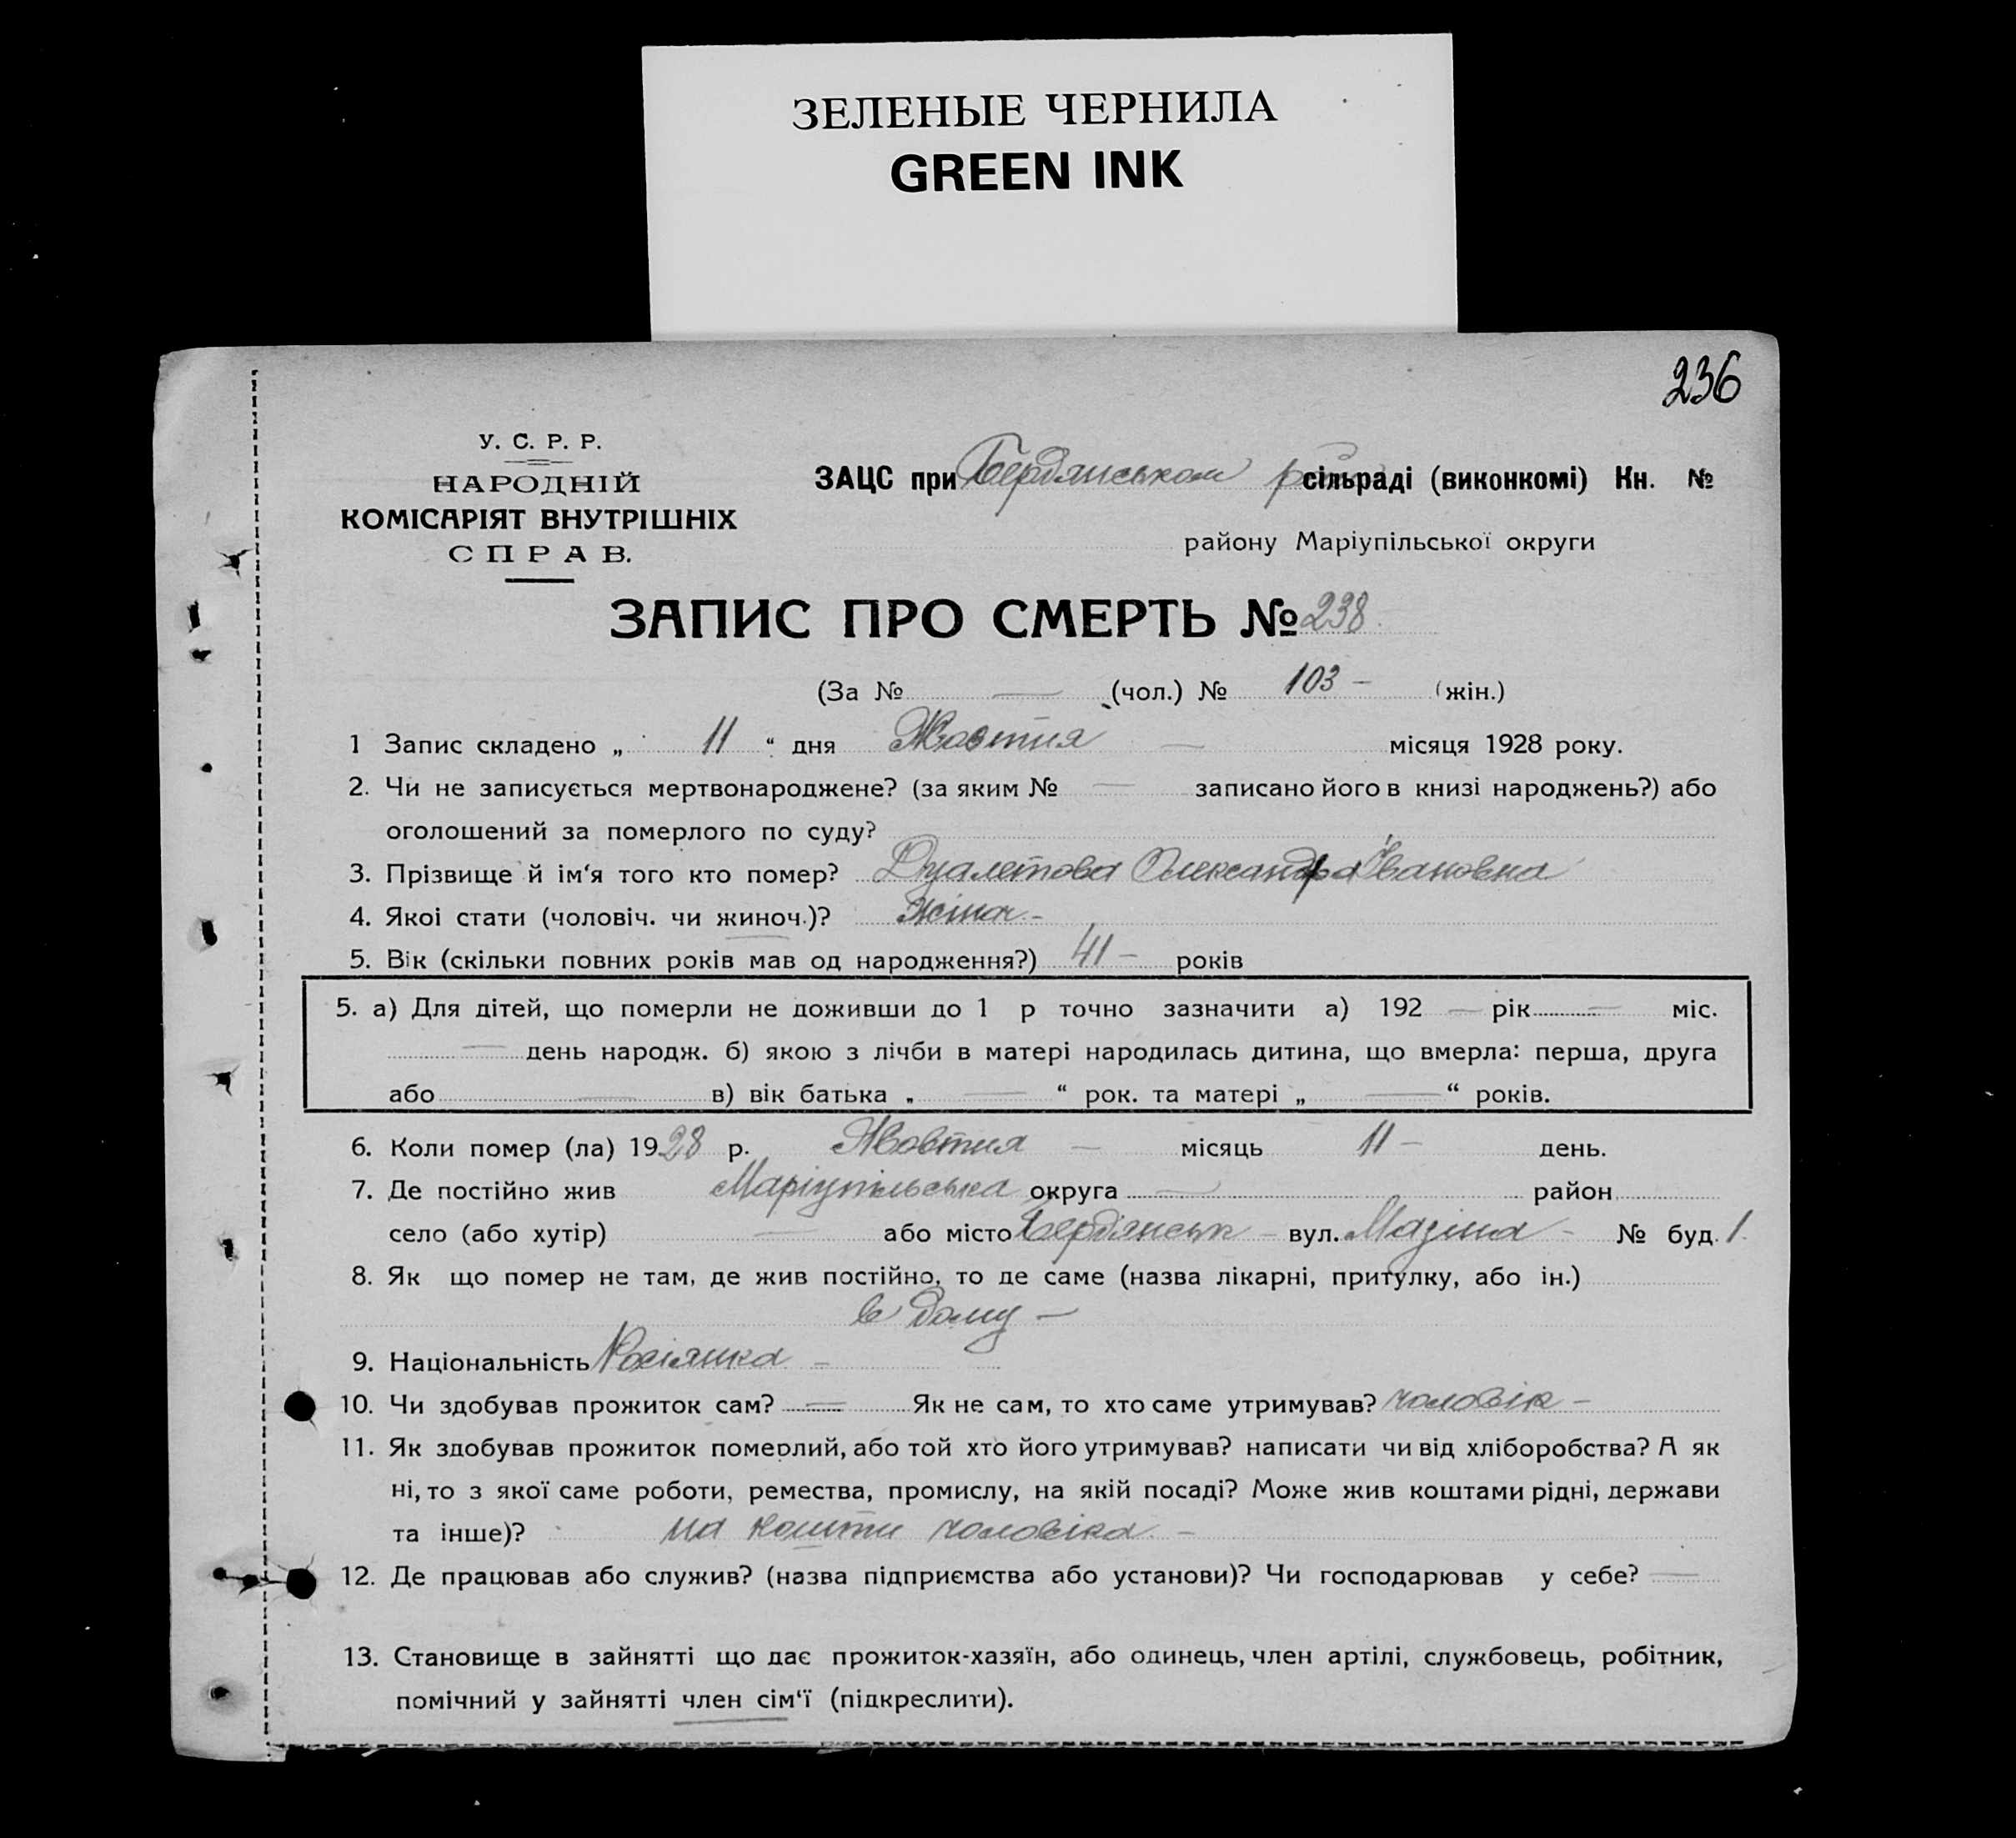 ЗЕЛЕНЫЕ ЧЕРНИЛА
GREEN INK
236
У. С. Р. Р.
НАРОДНІЙ
КОМІСАРІЯТ ВНУТРІШНІХ
СПРАВ.
ЗАЦС при Бердянськом сільраді (виконкомі) Кн. №
району Маріупільської округи
ЗАПИС ПРО СМЕРТЬ № 238
(За № — (чол.) № 103 — (жін.)
1 Запис складено „ 11 “ дня Жовтня — місяця 1928 року.
2. Чи не записується мертвонароджене? (за яким № — записано його в книзі народжень?) або
оголошений за померлого по суду?
3. Прізвище й ім‘я того кто помер? Джалетова Олександра Івановна
4. Якоі стати (чоловіч. чи жиноч.)? Жіноч. —
5. Вік (скільки повних років мав од народження?) 41 — років
5. а) Для дітей, що померли не доживши до 1 р точно зазначити а) 192 — рік — міс.
— день народж. б) якою з лічби в матері народилась дитина, що вмерла: перша, друга
або — в) вік батька „ — “ рок. та матері „ — “ років.
6. Коли помер (ла) 1928 р. Жовтня — місяць 11 — день.
7. Де постійно жив Маріупільська округа — район
село (або хутір) — або місто Бердянськ — вул. Мазіна — № буд. 1
8. Як що помер не там, де жив постійно, то де саме (назва лікарні, притулку, або ін.)
в дому —
9. Національність Росіянка —
10. Чи здобував прожиток сам? — Як не сам, то хто саме утримував? чоловік —
11. Як здобував прожиток померлий, або той хто його утримував? написати чи від хліборобства? А як
ні, то з якої саме роботи, ремества, промислу, на якій посаді? Може жив коштами рідні, держави
та інше)? на кошти чоловіка —
12. Де працював або служив? (назва підприємства або установи)? Чи господарював у себе? —
13. Становище в зайнятті що дає прожиток-хазяїн, або одинець, член артілі, службовець, робітник,
помічний у зайнятті член сім‘ї (підкреслити).